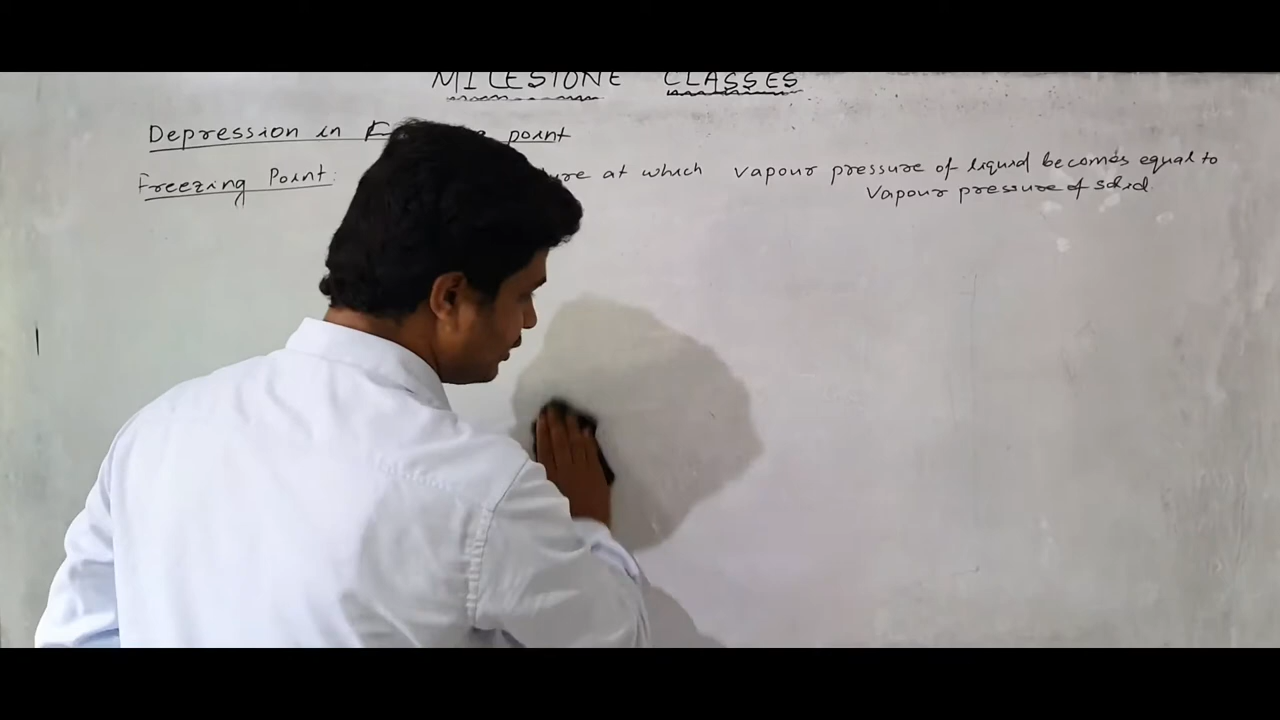 MILESTONE CLASSES
Depression in point
Freezing Point: at which vapour pressure of liquid becomes equal to
vapour pressure of solid.